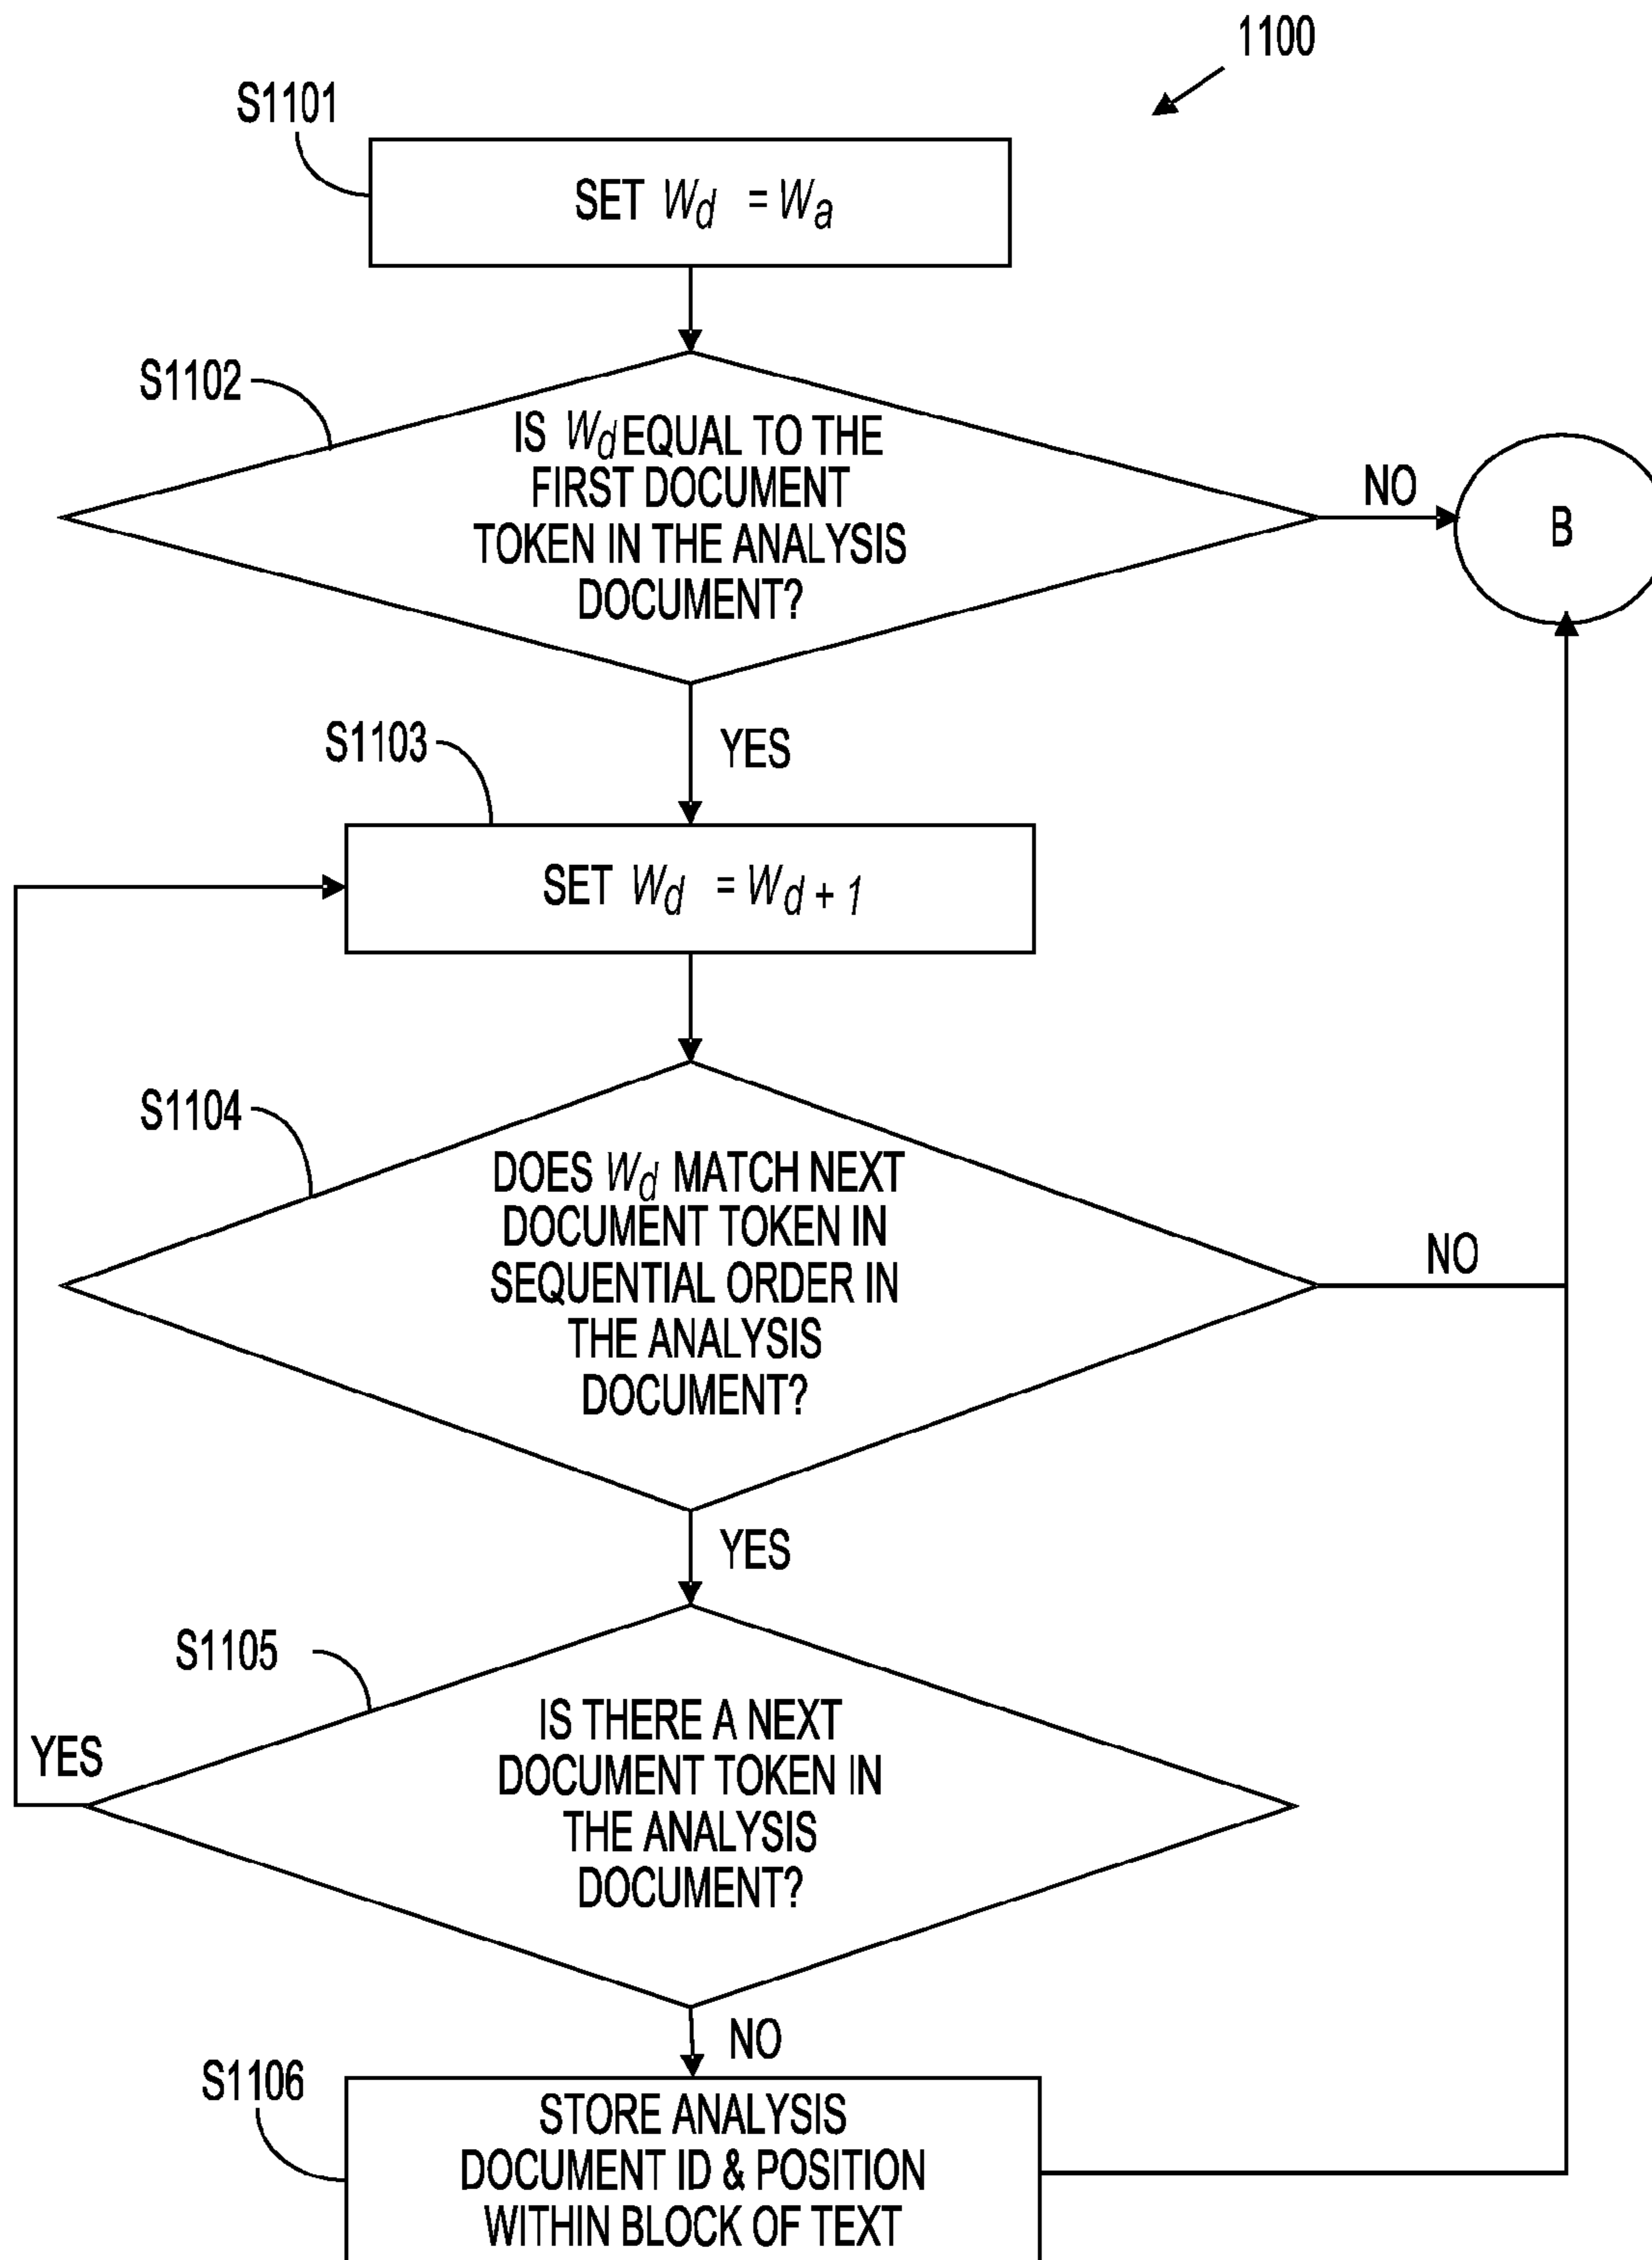 1100
S1101
SET Wd = Wa
S1102
IS Wd EQUAL TO THE
FIRST DOCUMENT
TOKEN IN THE ANALYSIS
DOCUMENT?
NO
B
YES
S1103
SET Wd = Wd + 1
S1104
DOES Wd MATCH NEXT
DOCUMENT TOKEN IN
SEQUENTIAL ORDER IN
THE ANALYSIS
DOCUMENT?
NO
YES
S1105
IS THERE A NEXT
DOCUMENT TOKEN IN
THE ANALYSIS
DOCUMENT?
YES
NO
S1106
STORE ANALYSIS
DOCUMENT ID & POSITION
WITHIN BLOCK OF TEXT